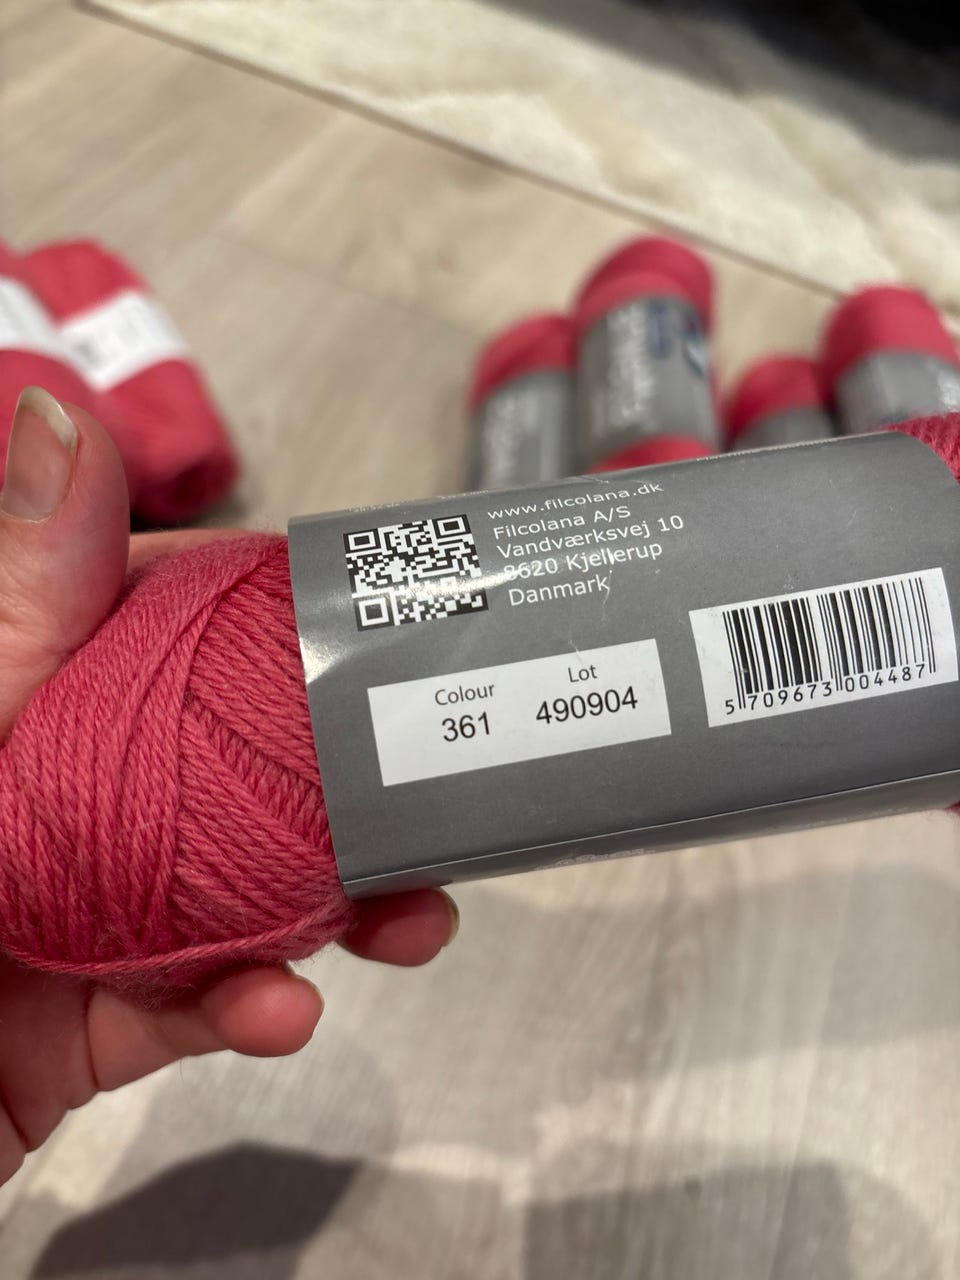 www.filcolana.dk
Filcolana A/S
Vandværksvej 10
8620 Kjellerup
Danmark
Colour
361
Lot
490904
5 709673 004487